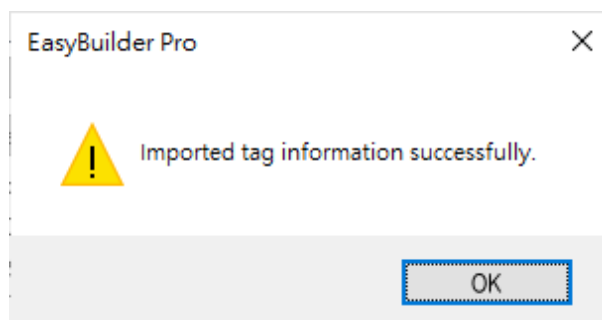 EasyBuilder Pro
Imported tag information successfully.
OK